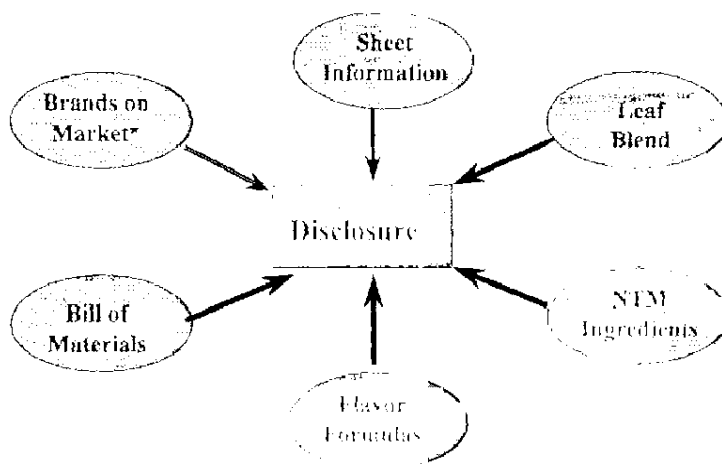 Sheet
Information
Brands on
Market*
Leaf
Blend
Disclosure
Bill of
Materials
NTM
Ingredients
Flavor
Formulas